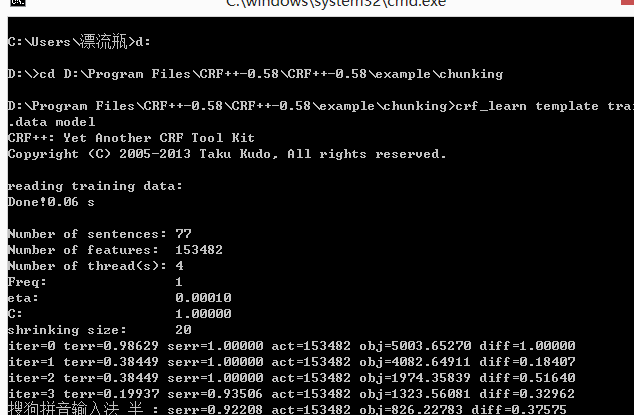 C:\windows\system32\cmd.exe
C:\Users\漂流瓶>d:
D:\>cd D:\Program Files\CRF++-0.58\CRF++-0.58\example\chunking
D:\Program Files\CRF++-0.58\CRF++-0.58\example\chunking>crf_learn template trai
.data model
CRF++: Yet Another CRF Tool Kit
Copyright (C) 2005-2013 Taku Kudo, All rights reserved.
reading training data:
Done!0.06 s
Number of sentences: 77
Number of features:  153482
Number of thread(s): 4
Freq:                1
eta:                 0.00010
C:                   1.00000
shrinking size:      20
iter=0 terr=0.98629 serr=1.00000 act=153482 obj=5003.65270 diff=1.00000
iter=1 terr=0.38449 serr=1.00000 act=153482 obj=4082.64911 diff=0.18407
iter=2 terr=0.38449 serr=1.00000 act=153482 obj=1974.35839 diff=0.51640
iter=3 terr=0.19937 serr=0.93506 act=153482 obj=1323.56081 diff=0.32962
搜狗拼音输入法 半 : serr=0.92208 act=153482 obj=826.22783 diff=0.37575